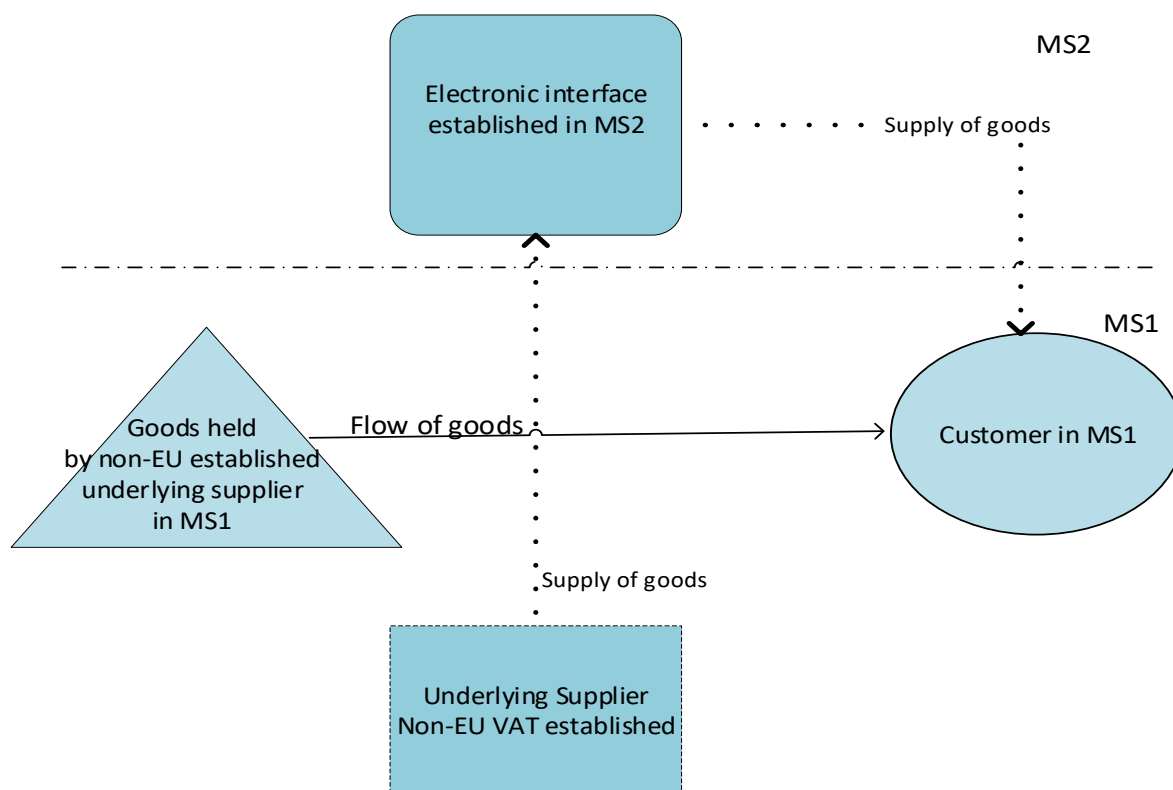 MS2
Electronic interface
established in MS2
Supply of goods
MS1
Goods held
by non-EU established
underlying supplier
in MS1
Flow of goods
Customer in MS1
Supply of goods
Underlying Supplier
Non-EU VAT established